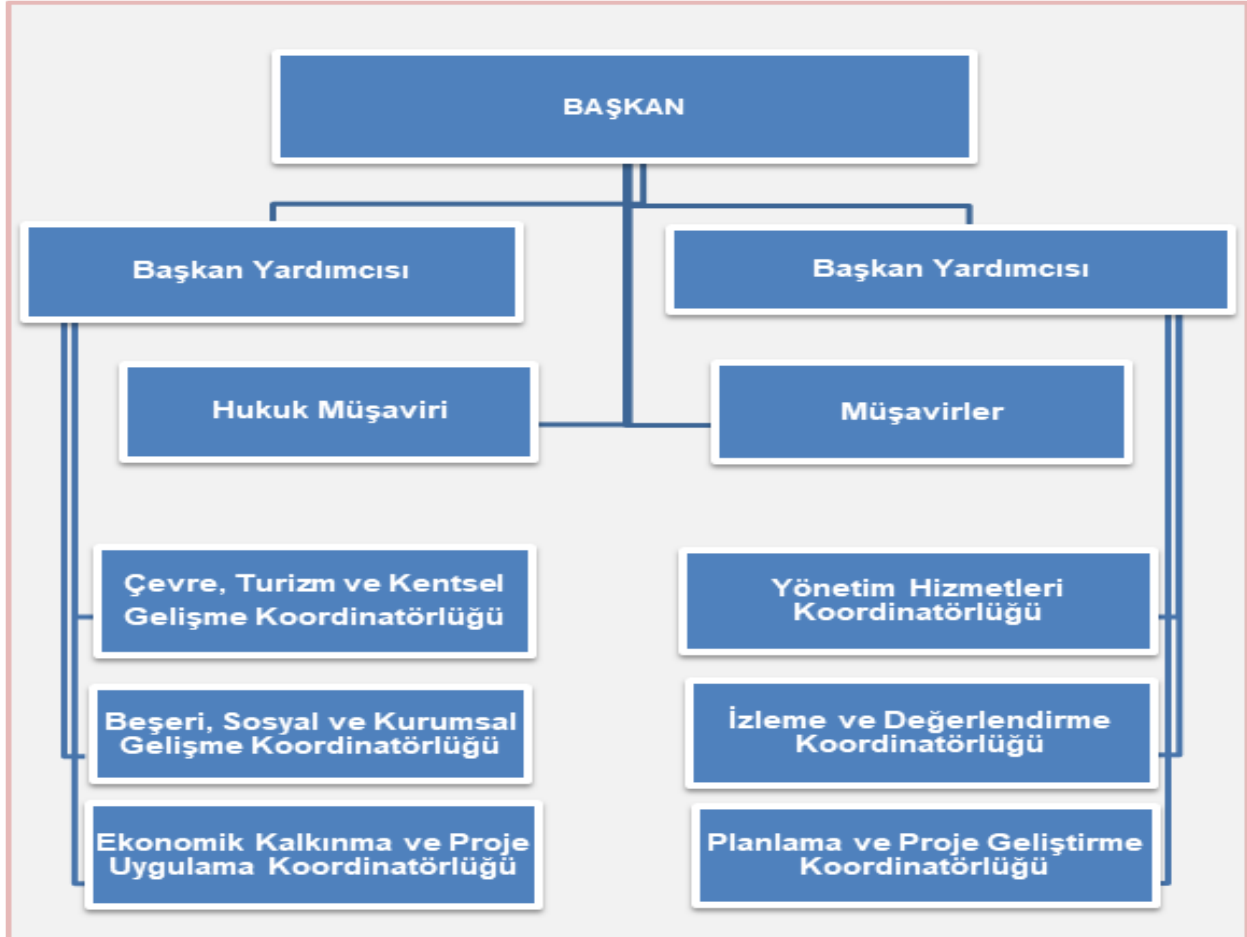 BAŞKAN
Başkan Yardımcısı
Başkan Yardımcısı
Hukuk Müşaviri
Müşavirler
Çevre, Turizm ve Kentsel
Gelişme Koordinatörlüğü
Yönetim Hizmetleri
Koordinatörlüğü
Beşeri, Sosyal ve Kurumsal
Gelişme Koordinatörlüğü
İzleme ve Değerlendirme
Koordinatörlüğü
Ekonomik Kalkınma ve Proje
Uygulama Koordinatörlüğü
Planlama ve Proje Geliştirme
Koordinatörlüğü